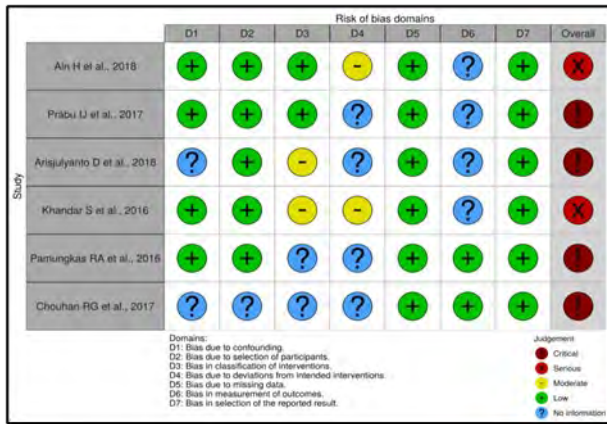 Risk of bias domains
D1 D2 D3 D4 D5 D6 D7 Overall
Study
Ain H et al., 2018 + + + - + ? + X
Prabu IJ et al., 2017 + + + ? + ? + !
Arisjulyanto D et al., 2018 ? + - ? + ? + !
Khandar S et al., 2016 + + - - + ? + X
Pamungkas RA et al., 2016 + + ? ? + + + !
Chouhan RG et al., 2017 ? ? ? ? + + + !
Domains:
D1: Bias due to confounding.
D2: Bias due to selection of participants.
D3: Bias in classification of interventions.
D4: Bias due to deviations from intended interventions.
D5: Bias due to missing data.
D6: Bias in measurement of outcomes.
D7: Bias in selection of the reported result.
Judgement
! Critical
X Serious
- Moderate
+ Low
? No information